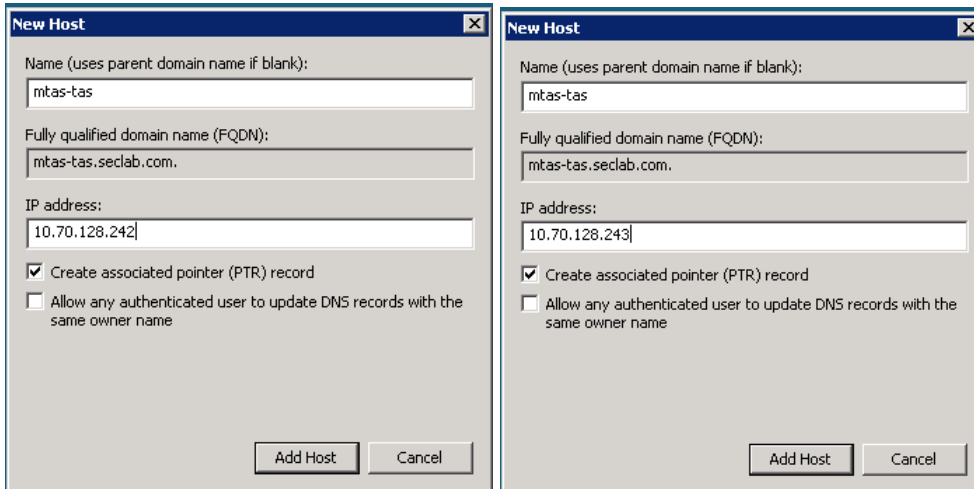 New Host
Name (uses parent domain name if blank):
mtas-tas
Fully qualified domain name (FQDN):
mtas-tas.seclab.com.
IP address:
10.70.128.242
Create associated pointer (PTR) record
Allow any authenticated user to update DNS records with the
same owner name
Add Host
Cancel
New Host
Name (uses parent domain name if blank):
mtas-tas
Fully qualified domain name (FQDN):
mtas-tas.seclab.com.
IP address:
10.70.128.243
Create associated pointer (PTR) record
Allow any authenticated user to update DNS records with the
same owner name
Add Host
Cancel